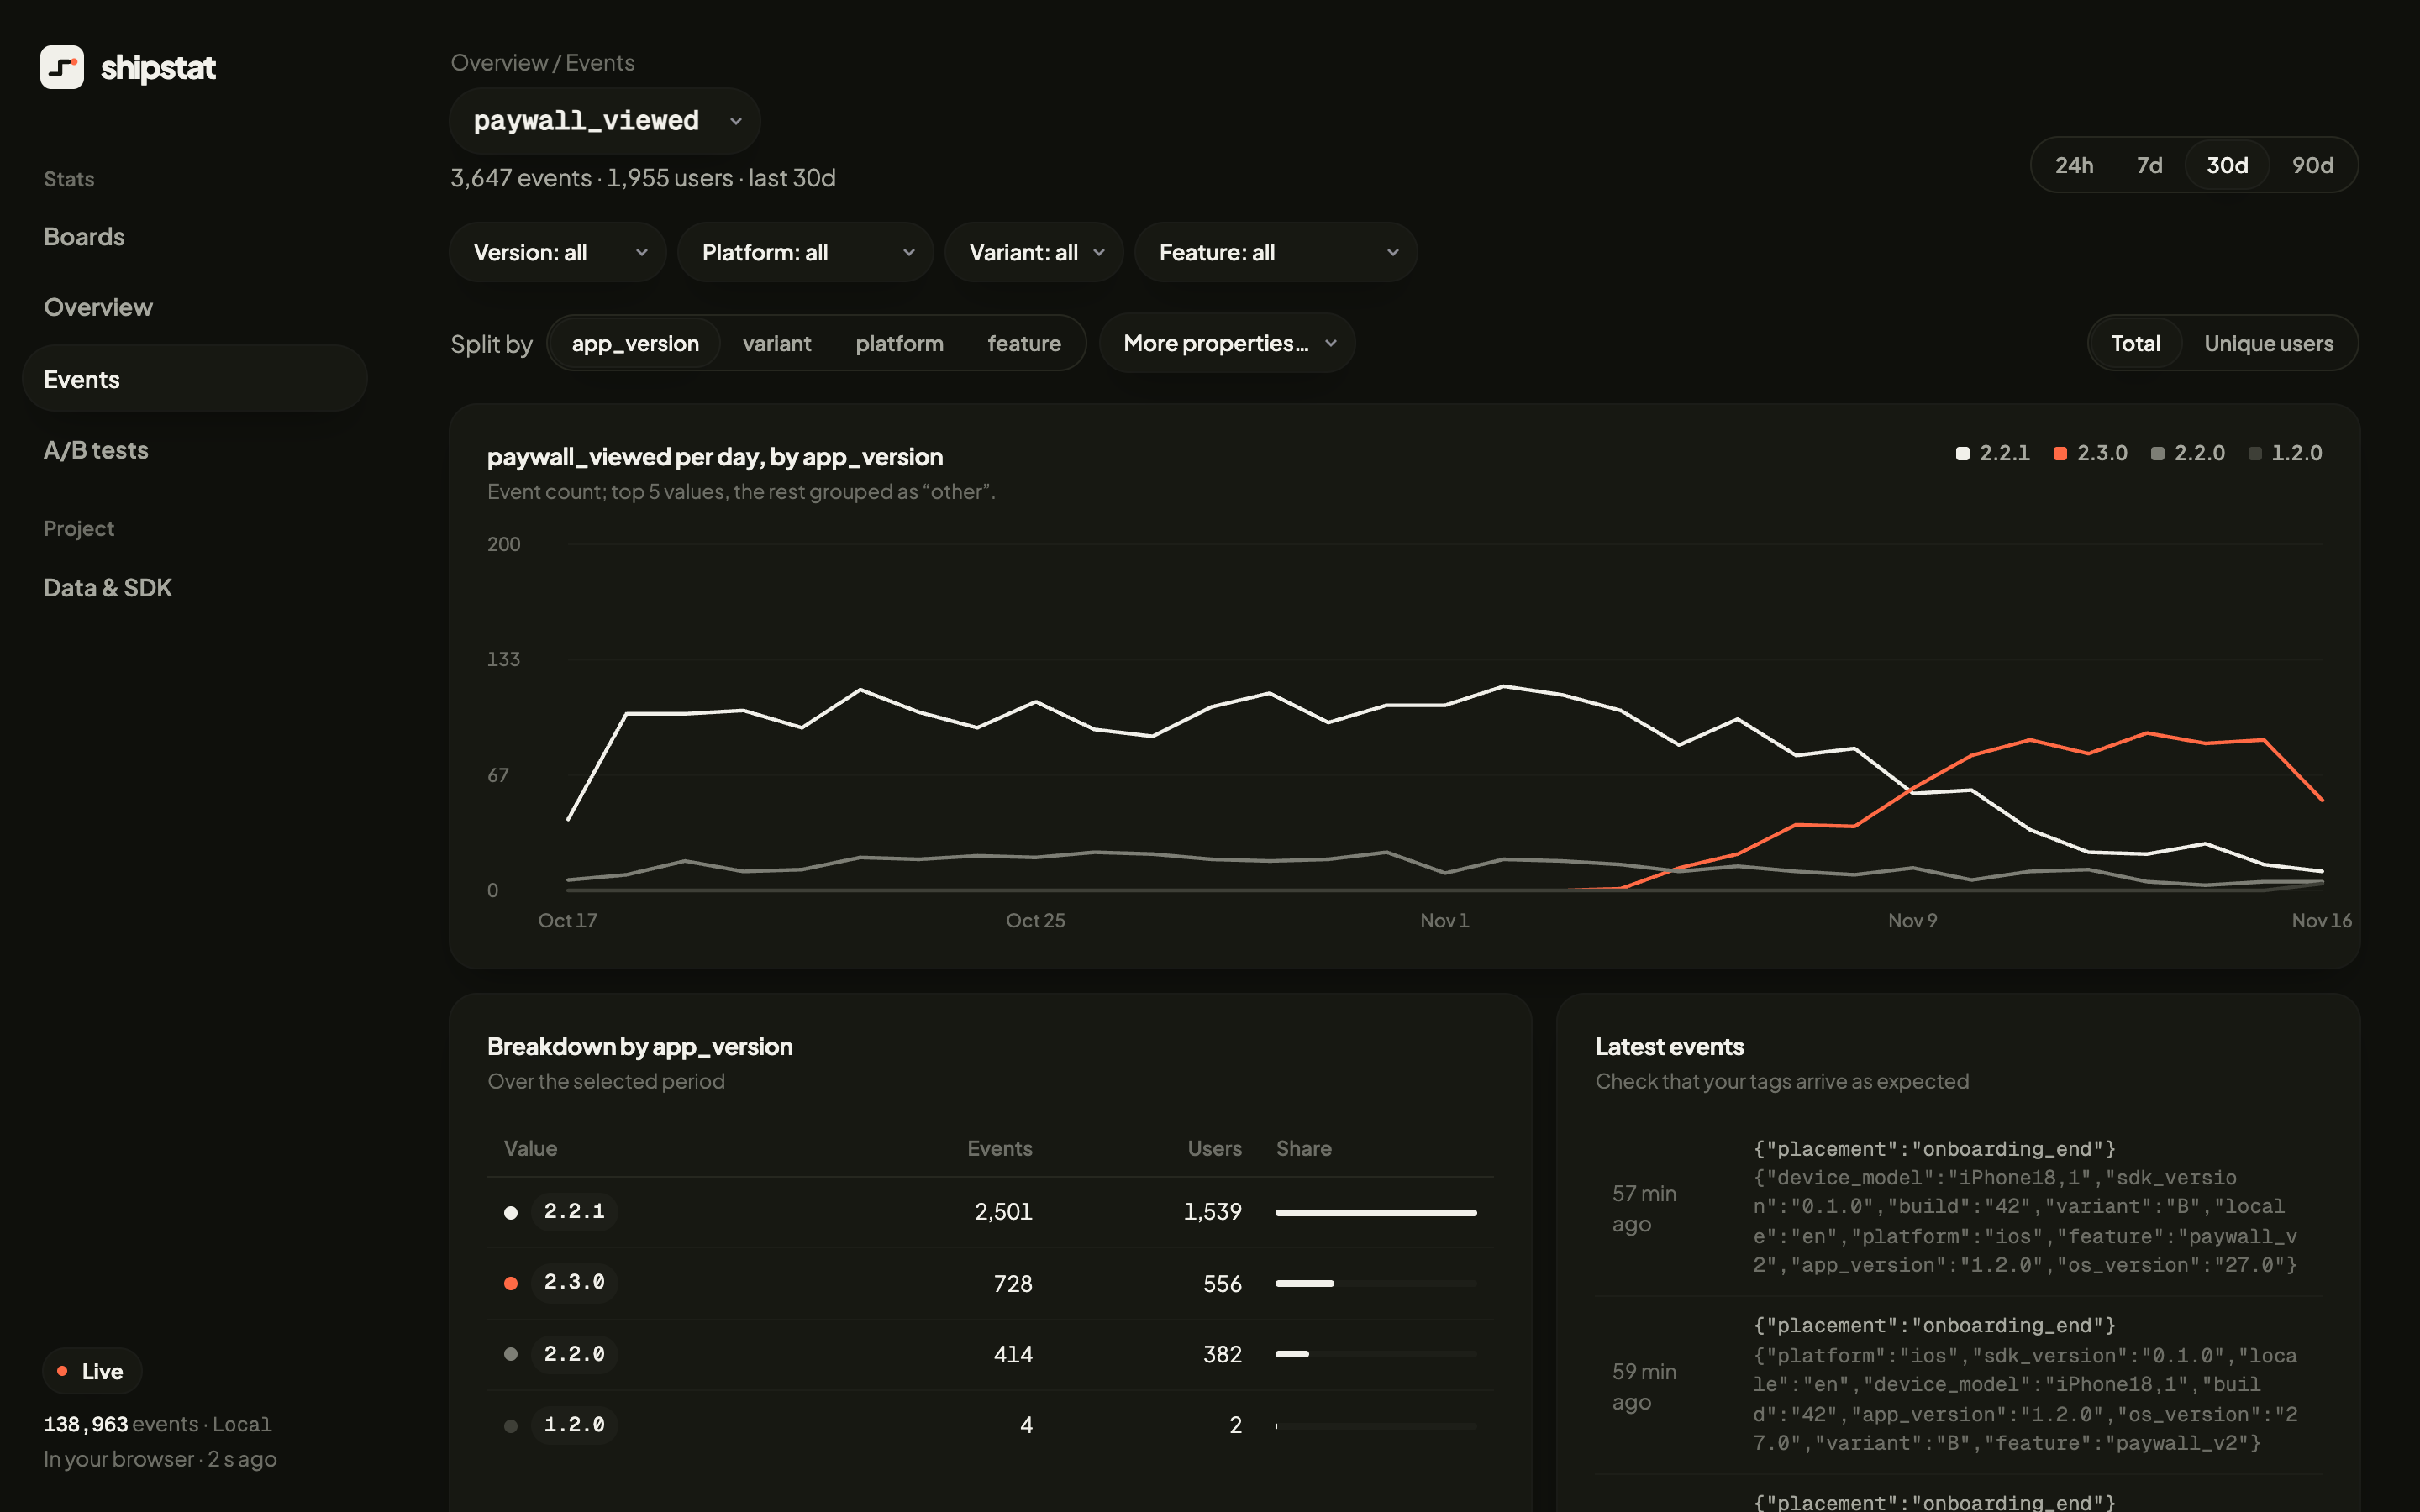 shipstat
Stats
Boards
Overview
Events
A/B tests
Project
Data & SDK
Live
138,963 events · Local
In your browser · 2 s ago
Overview / Events
paywall_viewed
3,647 events · 1,955 users · last 30d
24h 7d 30d 90d
Version: all Platform: all Variant: all Feature: all
Split by app_version variant platform feature More properties… Total Unique users
paywall_viewed per day, by app_version
Event count; top 5 values, the rest grouped as “other”.
2.2.1 2.3.0 2.2.0 1.2.0
200
133
67
0
Oct 17 Oct 25 Nov 1 Nov 9 Nov 16
Breakdown by app_version
Over the selected period
Value Events Users Share
2.2.1 2,501 1,539
2.3.0 728 556
2.2.0 414 382
1.2.0 4 2
Latest events
Check that your tags arrive as expected
57 min
ago
{"placement":"onboarding_end"}
{"device_model":"iPhone18,1","sdk_versio
n":"0.1.0","build":"42","variant":"B","local
e":"en","platform":"ios","feature":"paywall_v
2","app_version":"1.2.0","os_version":"27.0"}
59 min
ago
{"placement":"onboarding_end"}
{"platform":"ios","sdk_version":"0.1.0","loca
le":"en","device_model":"iPhone18,1","buil
d":"42","app_version":"1.2.0","os_version":"2
7.0","variant":"B","feature":"paywall_v2"}
{"placement":"onboarding_end"}